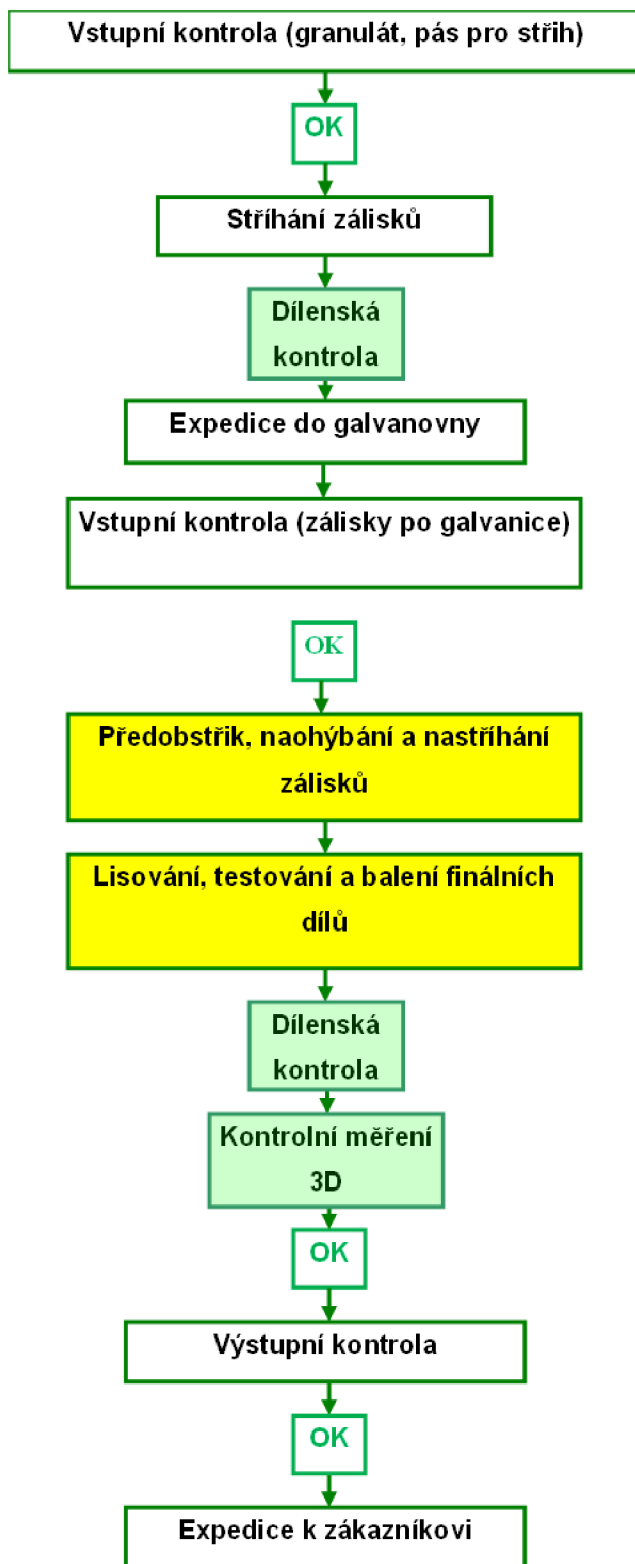 Vstupní kontrola (granulát, pás pro střih)
OK
Stříhání zálisků
Dílenská
kontrola
Expedice do galvanovny
Vstupní kontrola (zálisky po galvanice)
OK
Předobstřik, naohýbání a nastříhání
zálisků
Lisování, testování a balení finálních
dílů
Dílenská
kontrola
Kontrolní měření
3D
OK
Výstupní kontrola
OK
Expedice k zákazníkovi